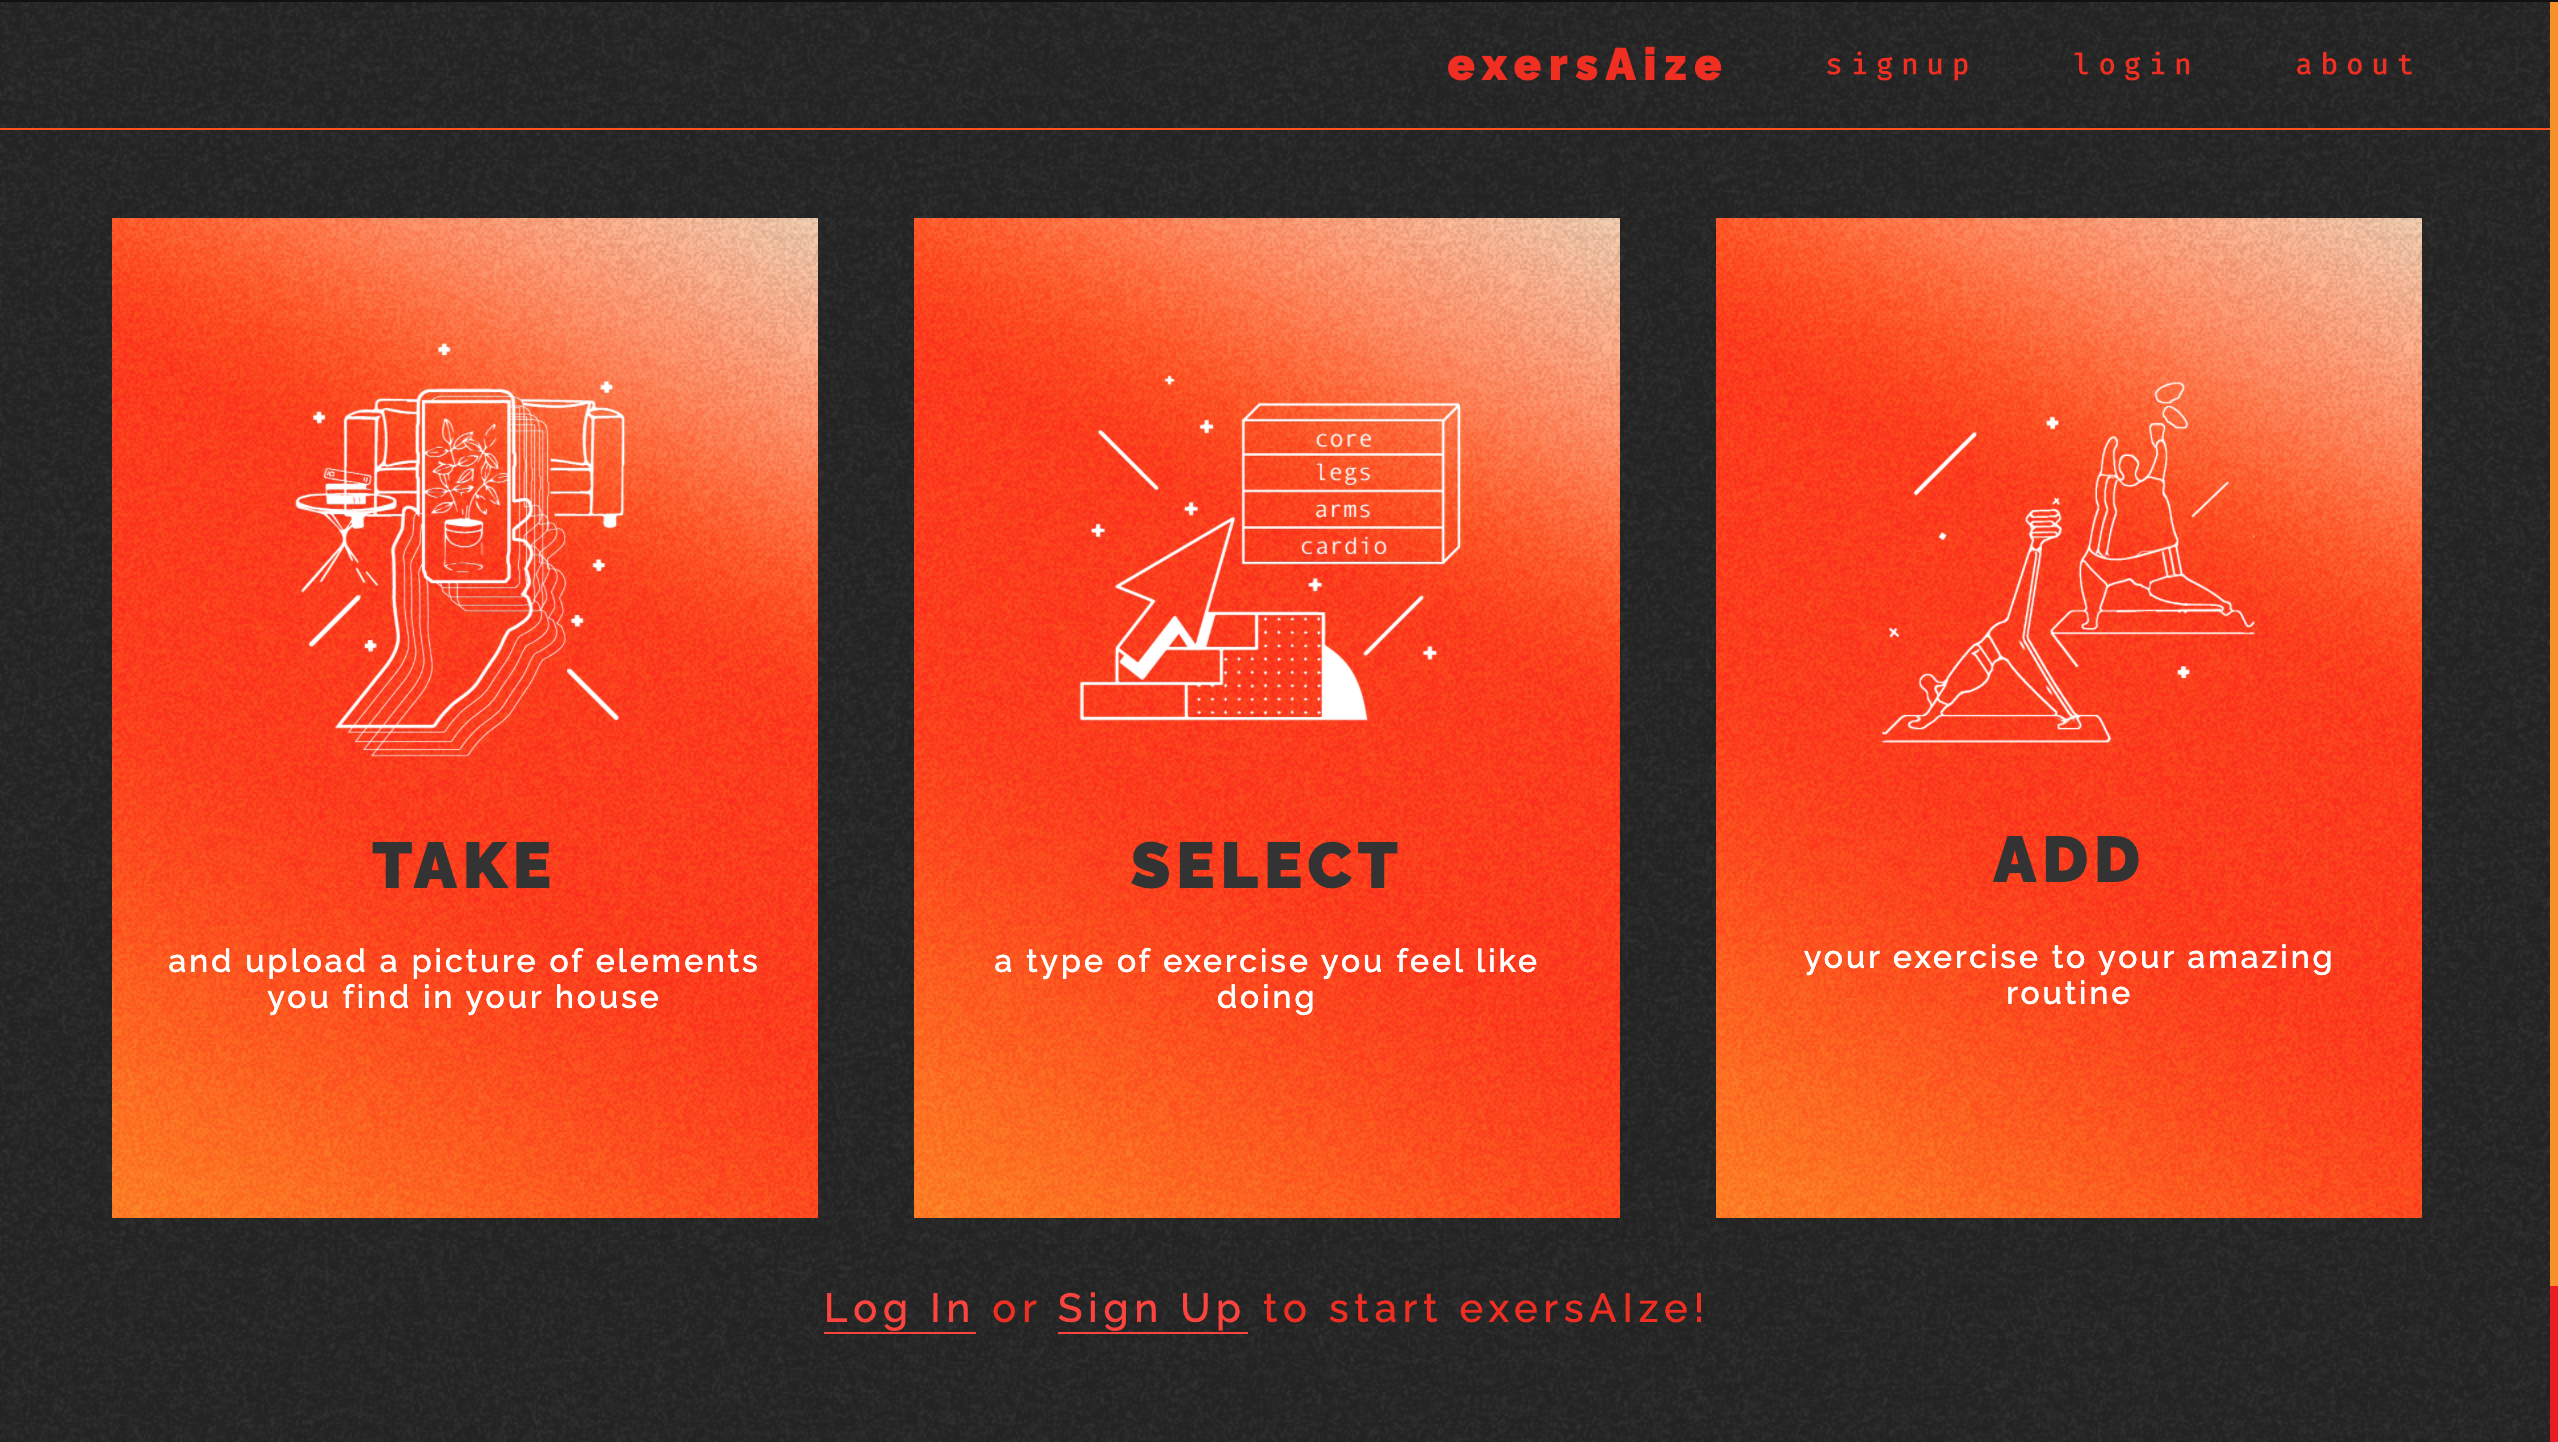 exersAize signup login about
core
legs
arms
cardio
TAKE
and upload a picture of elements
you find in your house
SELECT
a type of exercise you feel like
doing
ADD
your exercise to your amazing
routine
Log In or Sign Up to start exersAIze!